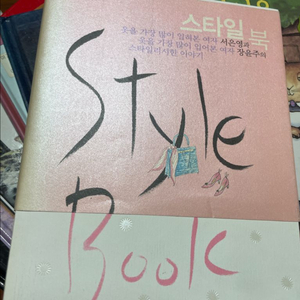 스타일 북
옷을 가장 많이 입혀본 여자 서은영과
옷을 가장 많이 입어본 여자 장윤주의
스타일리시한 이야기
Style
Book